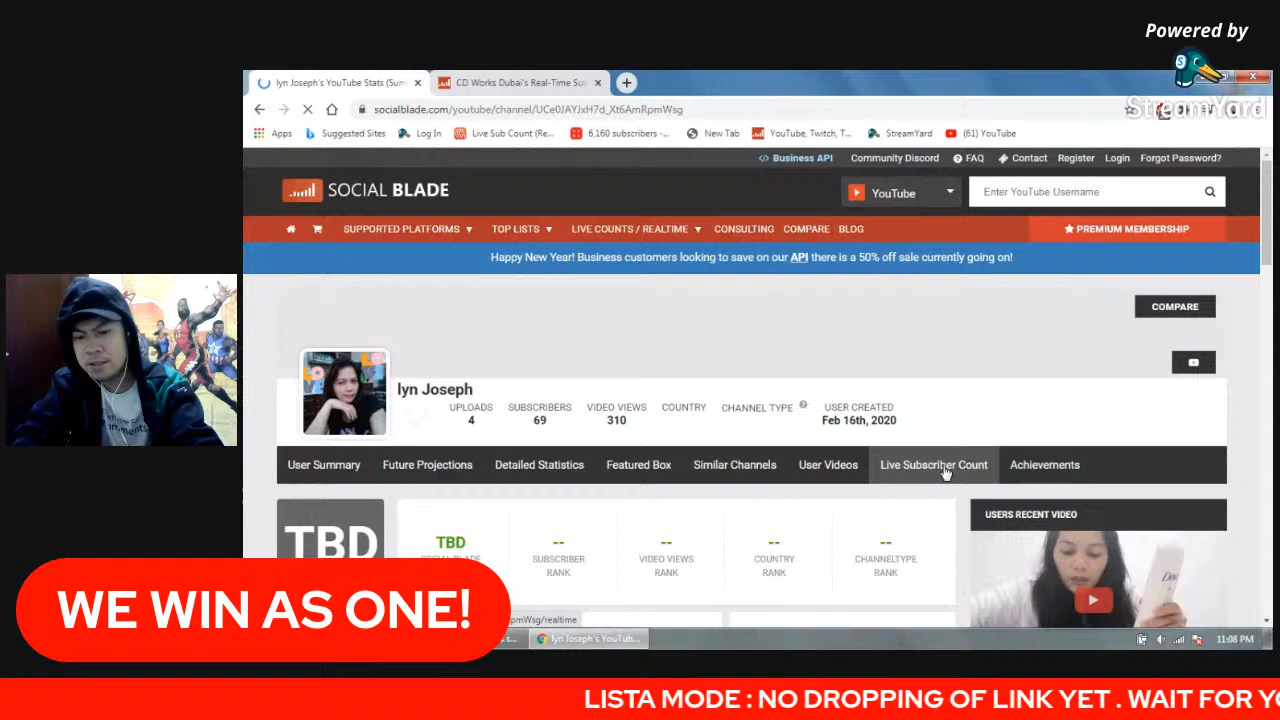 Powered by
StreamYard
lyn Joseph's YouTube Stats (Sum
CD Works Dubai's Real-Time Sub
socialblade.com/youtube/channel/UCe0JAYJxH7d_Xt6AmRpmWsg
Apps
Suggested Sites
Log In
Live Sub Count (Re...
6,160 subscribers -...
New Tab
YouTube, Twitch, T...
StreamYard
(61) YouTube
Business API
Community Discord
FAQ
Contact
Register
Login
Forgot Password?
SOCIAL BLADE
YouTube
Enter YouTube Username
SUPPORTED PLATFORMS
TOP LISTS
LIVE COUNTS / REALTIME
CONSULTING
COMPARE
BLOG
PREMIUM MEMBERSHIP
Happy New Year! Business customers looking to save on our API there is a 50% off sale currently going on!
COMPARE
lyn Joseph
UPLOADS
4
SUBSCRIBERS
69
VIDEO VIEWS
310
COUNTRY
CHANNEL TYPE
USER CREATED
Feb 16th, 2020
User Summary
Future Projections
Detailed Statistics
Featured Box
Similar Channels
User Videos
Live Subscriber Count
Achievements
TBD
TBD
--
SUBSCRIBER
RANK
--
VIDEO VIEWS
RANK
--
COUNTRY
RANK
--
CHANNELTYPE
RANK
USERS RECENT VIDEO
Dove
pmWsg/realtime
lyn Joseph's YouTub...
11:08 PM
WE WIN AS ONE!
LISTA MODE : NO DROPPING OF LINK YET . WAIT FOR YO